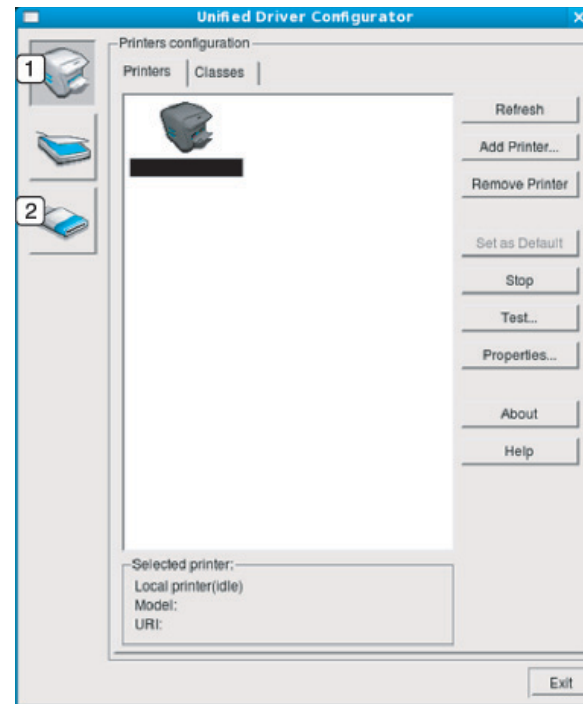 Unified Driver Configurator
1
2
Printers configuration
Printers
Classes
Refresh
Add Printer...
Remove Printer
Set as Default
Stop
Test...
Properties...
About
Help
Selected printer:
Local printer(idle)
Model:
URI:
Exit